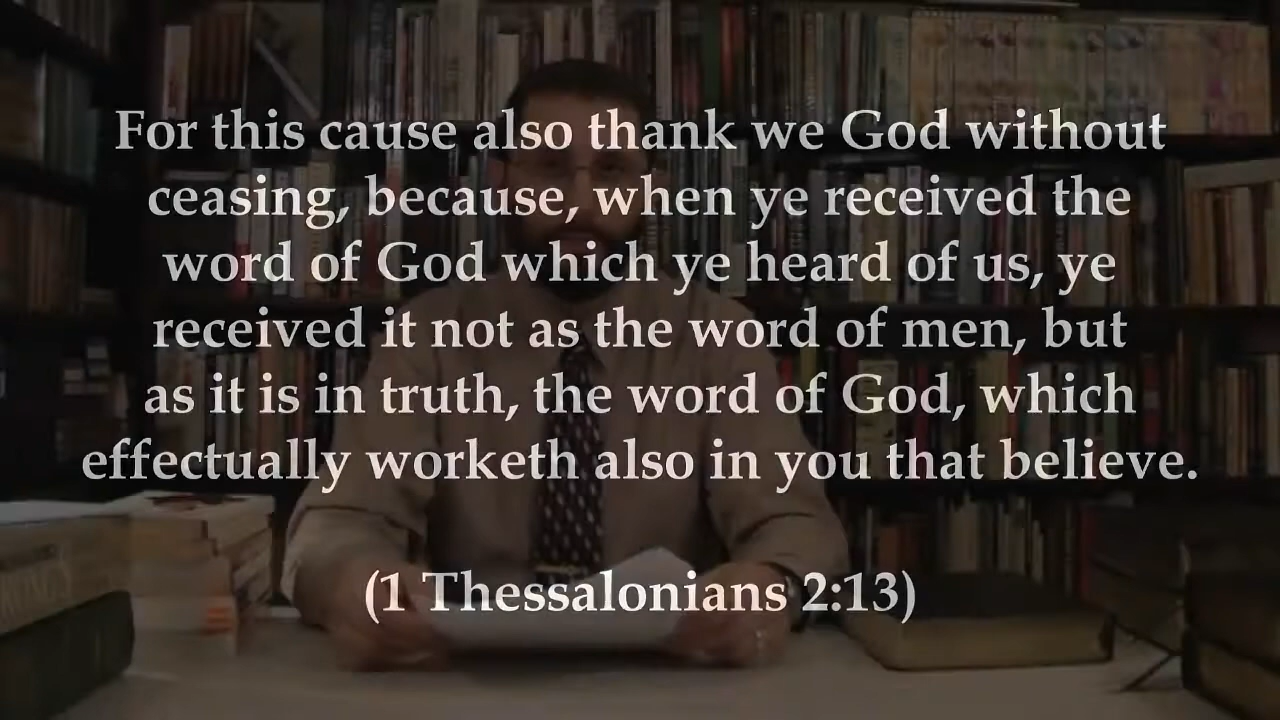 For this cause also thank we God without
ceasing, because, when ye received the
word of God which ye heard of us, ye
received it not as the word of men, but
as it is in truth, the word of God, which
effectually worketh also in you that believe.
(1 Thessalonians 2:13)